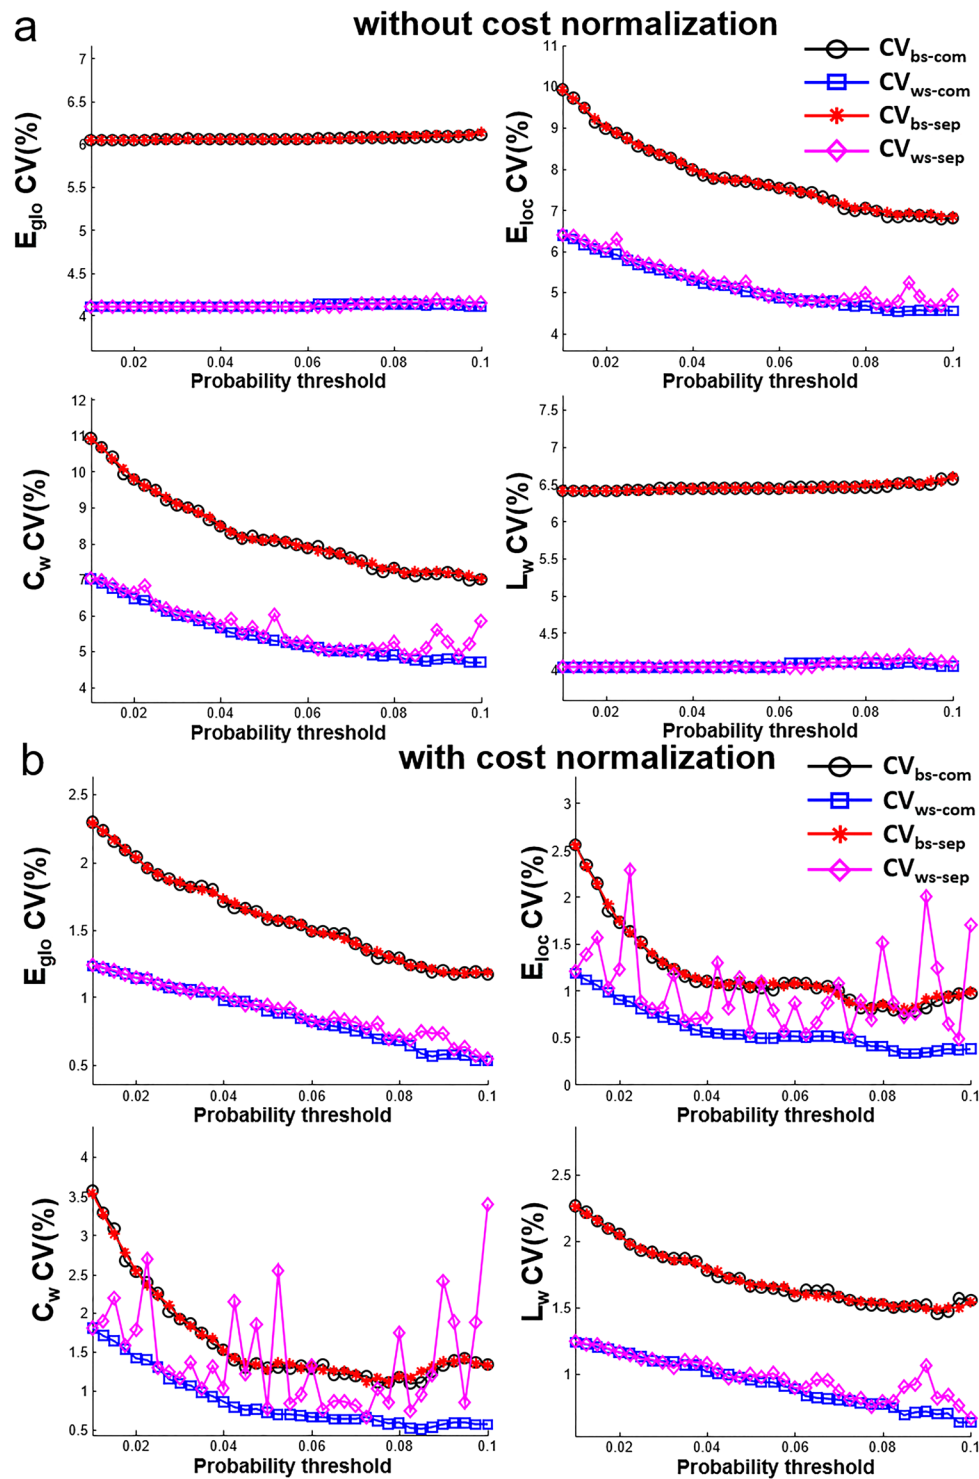 a
without cost normalization
CVbs-com
CVws-com
CVbs-sep
CVws-sep
Eglo CV(%)
7
6.5
6
5.5
5
4.5
4
0.02 0.04 0.06 0.08 0.1
Probability threshold
Eloc CV(%)
11
10
9
8
7
6
5
4
0.02 0.04 0.06 0.08 0.1
Probability threshold
Cw CV(%)
12
11
10
9
8
7
6
5
4
0.02 0.04 0.06 0.08 0.1
Probability threshold
Lw CV(%)
7.5
7
6.5
6
5.5
5
4.5
4
0.02 0.04 0.06 0.08 0.1
Probability threshold
b
with cost normalization
CVbs-com
CVws-com
CVbs-sep
CVws-sep
Eglo CV(%)
2.5
2
1.5
1
0.5
0.02 0.04 0.06 0.08 0.1
Probability threshold
Eloc CV(%)
3
2.5
2
1.5
1
0.5
0
0.02 0.04 0.06 0.08 0.1
Probability threshold
Cw CV(%)
4
3.5
3
2.5
2
1.5
1
0.5
0.02 0.04 0.06 0.08 0.1
Probability threshold
Lw CV(%)
2.5
2
1.5
1
0.02 0.04 0.06 0.08 0.1
Probability threshold